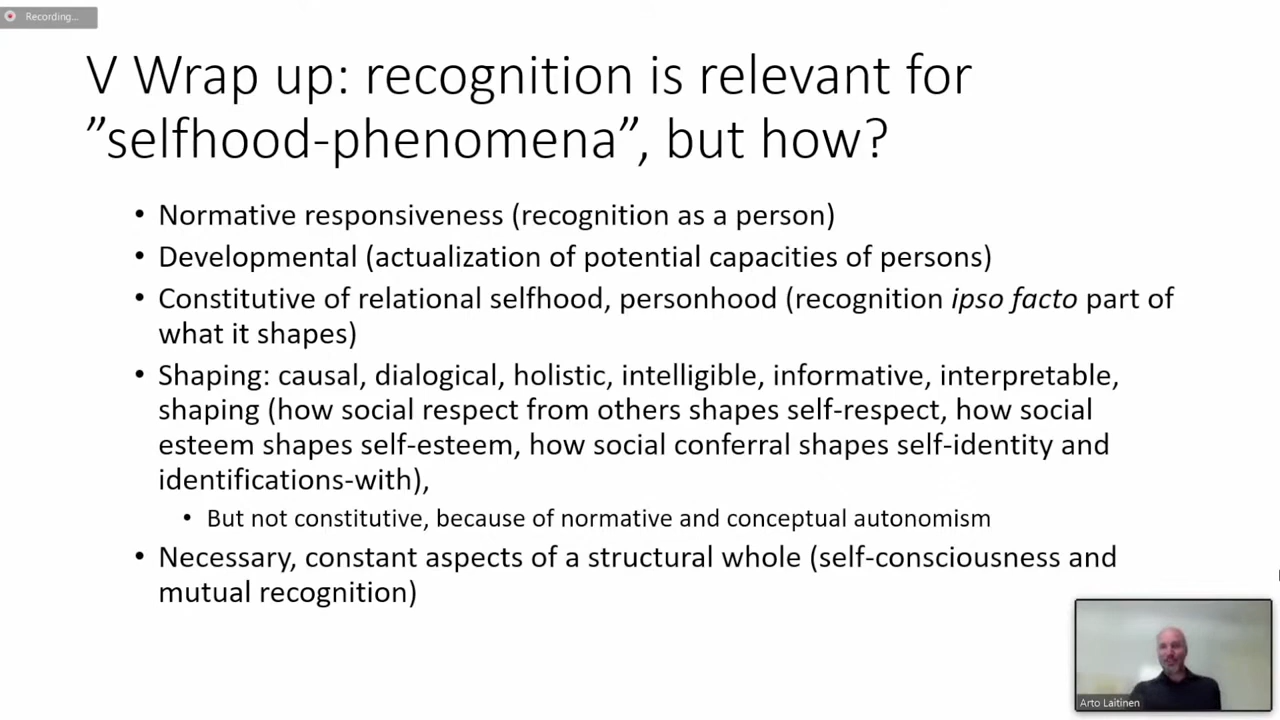 Recording...
V Wrap up: recognition is relevant for
”selfhood-phenomena”, but how?
• Normative responsiveness (recognition as a person)
• Developmental (actualization of potential capacities of persons)
• Constitutive of relational selfhood, personhood (recognition ipso facto part of
what it shapes)
• Shaping: causal, dialogical, holistic, intelligible, informative, interpretable,
shaping (how social respect from others shapes self-respect, how social
esteem shapes self-esteem, how social conferral shapes self-identity and
identifications-with),
• But not constitutive, because of normative and conceptual autonomism
• Necessary, constant aspects of a structural whole (self-consciousness and
mutual recognition)
Arto Laitinen